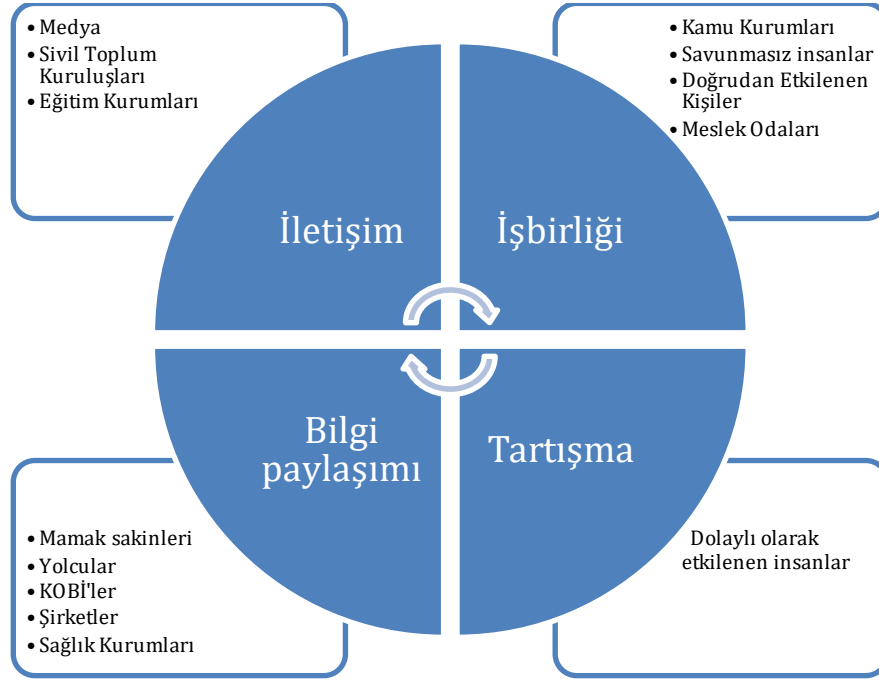 • Medya
• Sivil Toplum
Kuruluşları
• Eğitim Kurumları
• Kamu Kurumları
• Savunmasız insanlar
• Doğrudan Etkilenen
Kişiler
• Meslek Odaları
İletişim
İşbirliği
Bilgi
paylaşımı
Tartışma
• Mamak sakinleri
• Yolcular
• KOBİ'ler
• Şirketler
• Sağlık Kurumları
Dolaylı olarak
etkilenen insanlar